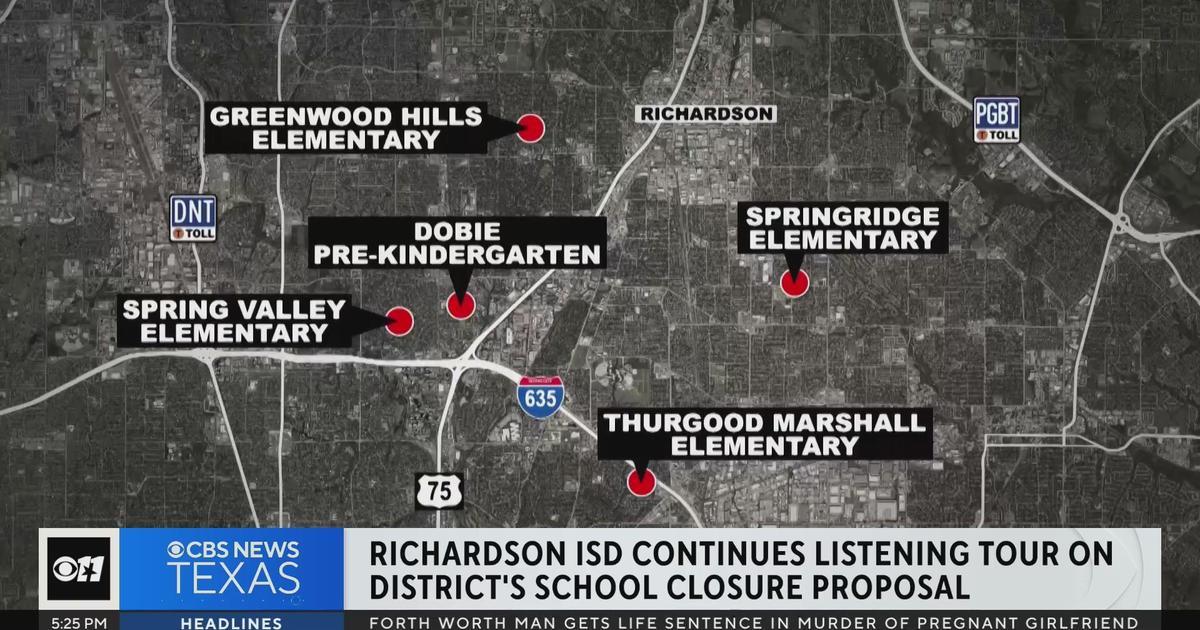 GREENWOOD HILLS
ELEMENTARY
RICHARDSON
PGBT
TOLL
DNT
TOLL
DOBIE
PRE-KINDERGARTEN
SPRINGRIDGE
ELEMENTARY
SPRING VALLEY
ELEMENTARY
635
THURGOOD MARSHALL
ELEMENTARY
75
11
CBS NEWS
TEXAS
RICHARDSON ISD CONTINUES LISTENING TOUR ON
DISTRICT'S SCHOOL CLOSURE PROPOSAL
5:25 PM
HEADLINES
FORTH WORTH MAN GETS LIFE SENTENCE IN MURDER OF PREGNANT GIRLFRIEND